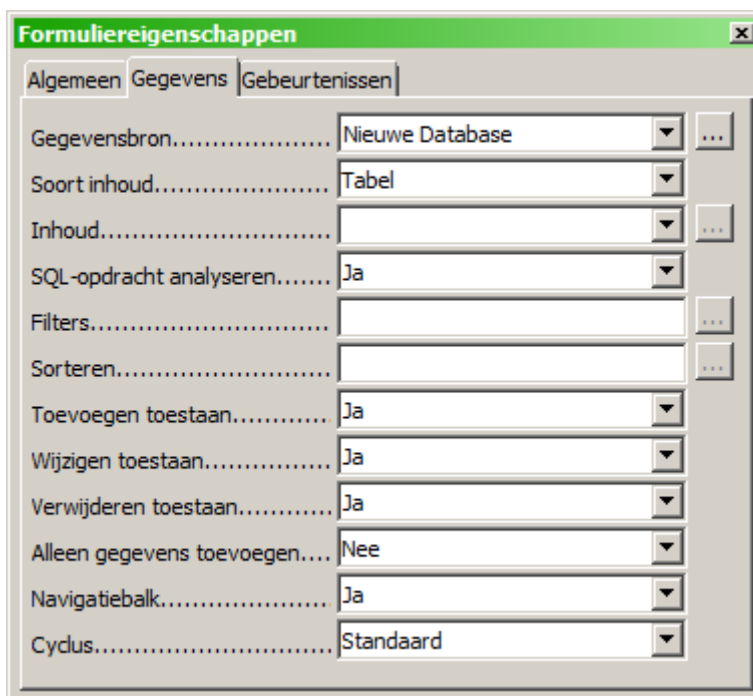 Formuliereigenschappen
Algemeen Gegevens Gebeurtenissen
Gegevensbron.................... Nieuwe Database ...
Soort inhoud...................... Tabel
Inhoud............................. ...
SQL-opdracht analyseren....... Ja
Filters.............................. ...
Sorteren........................... ...
Toevoegen toestaan............ Ja
Wijzigen toestaan............... Ja
Verwijderen toestaan........... Ja
Alleen gegevens toevoegen.... Nee
Navigatiebalk..................... Ja
Cyclus.............................. Standaard